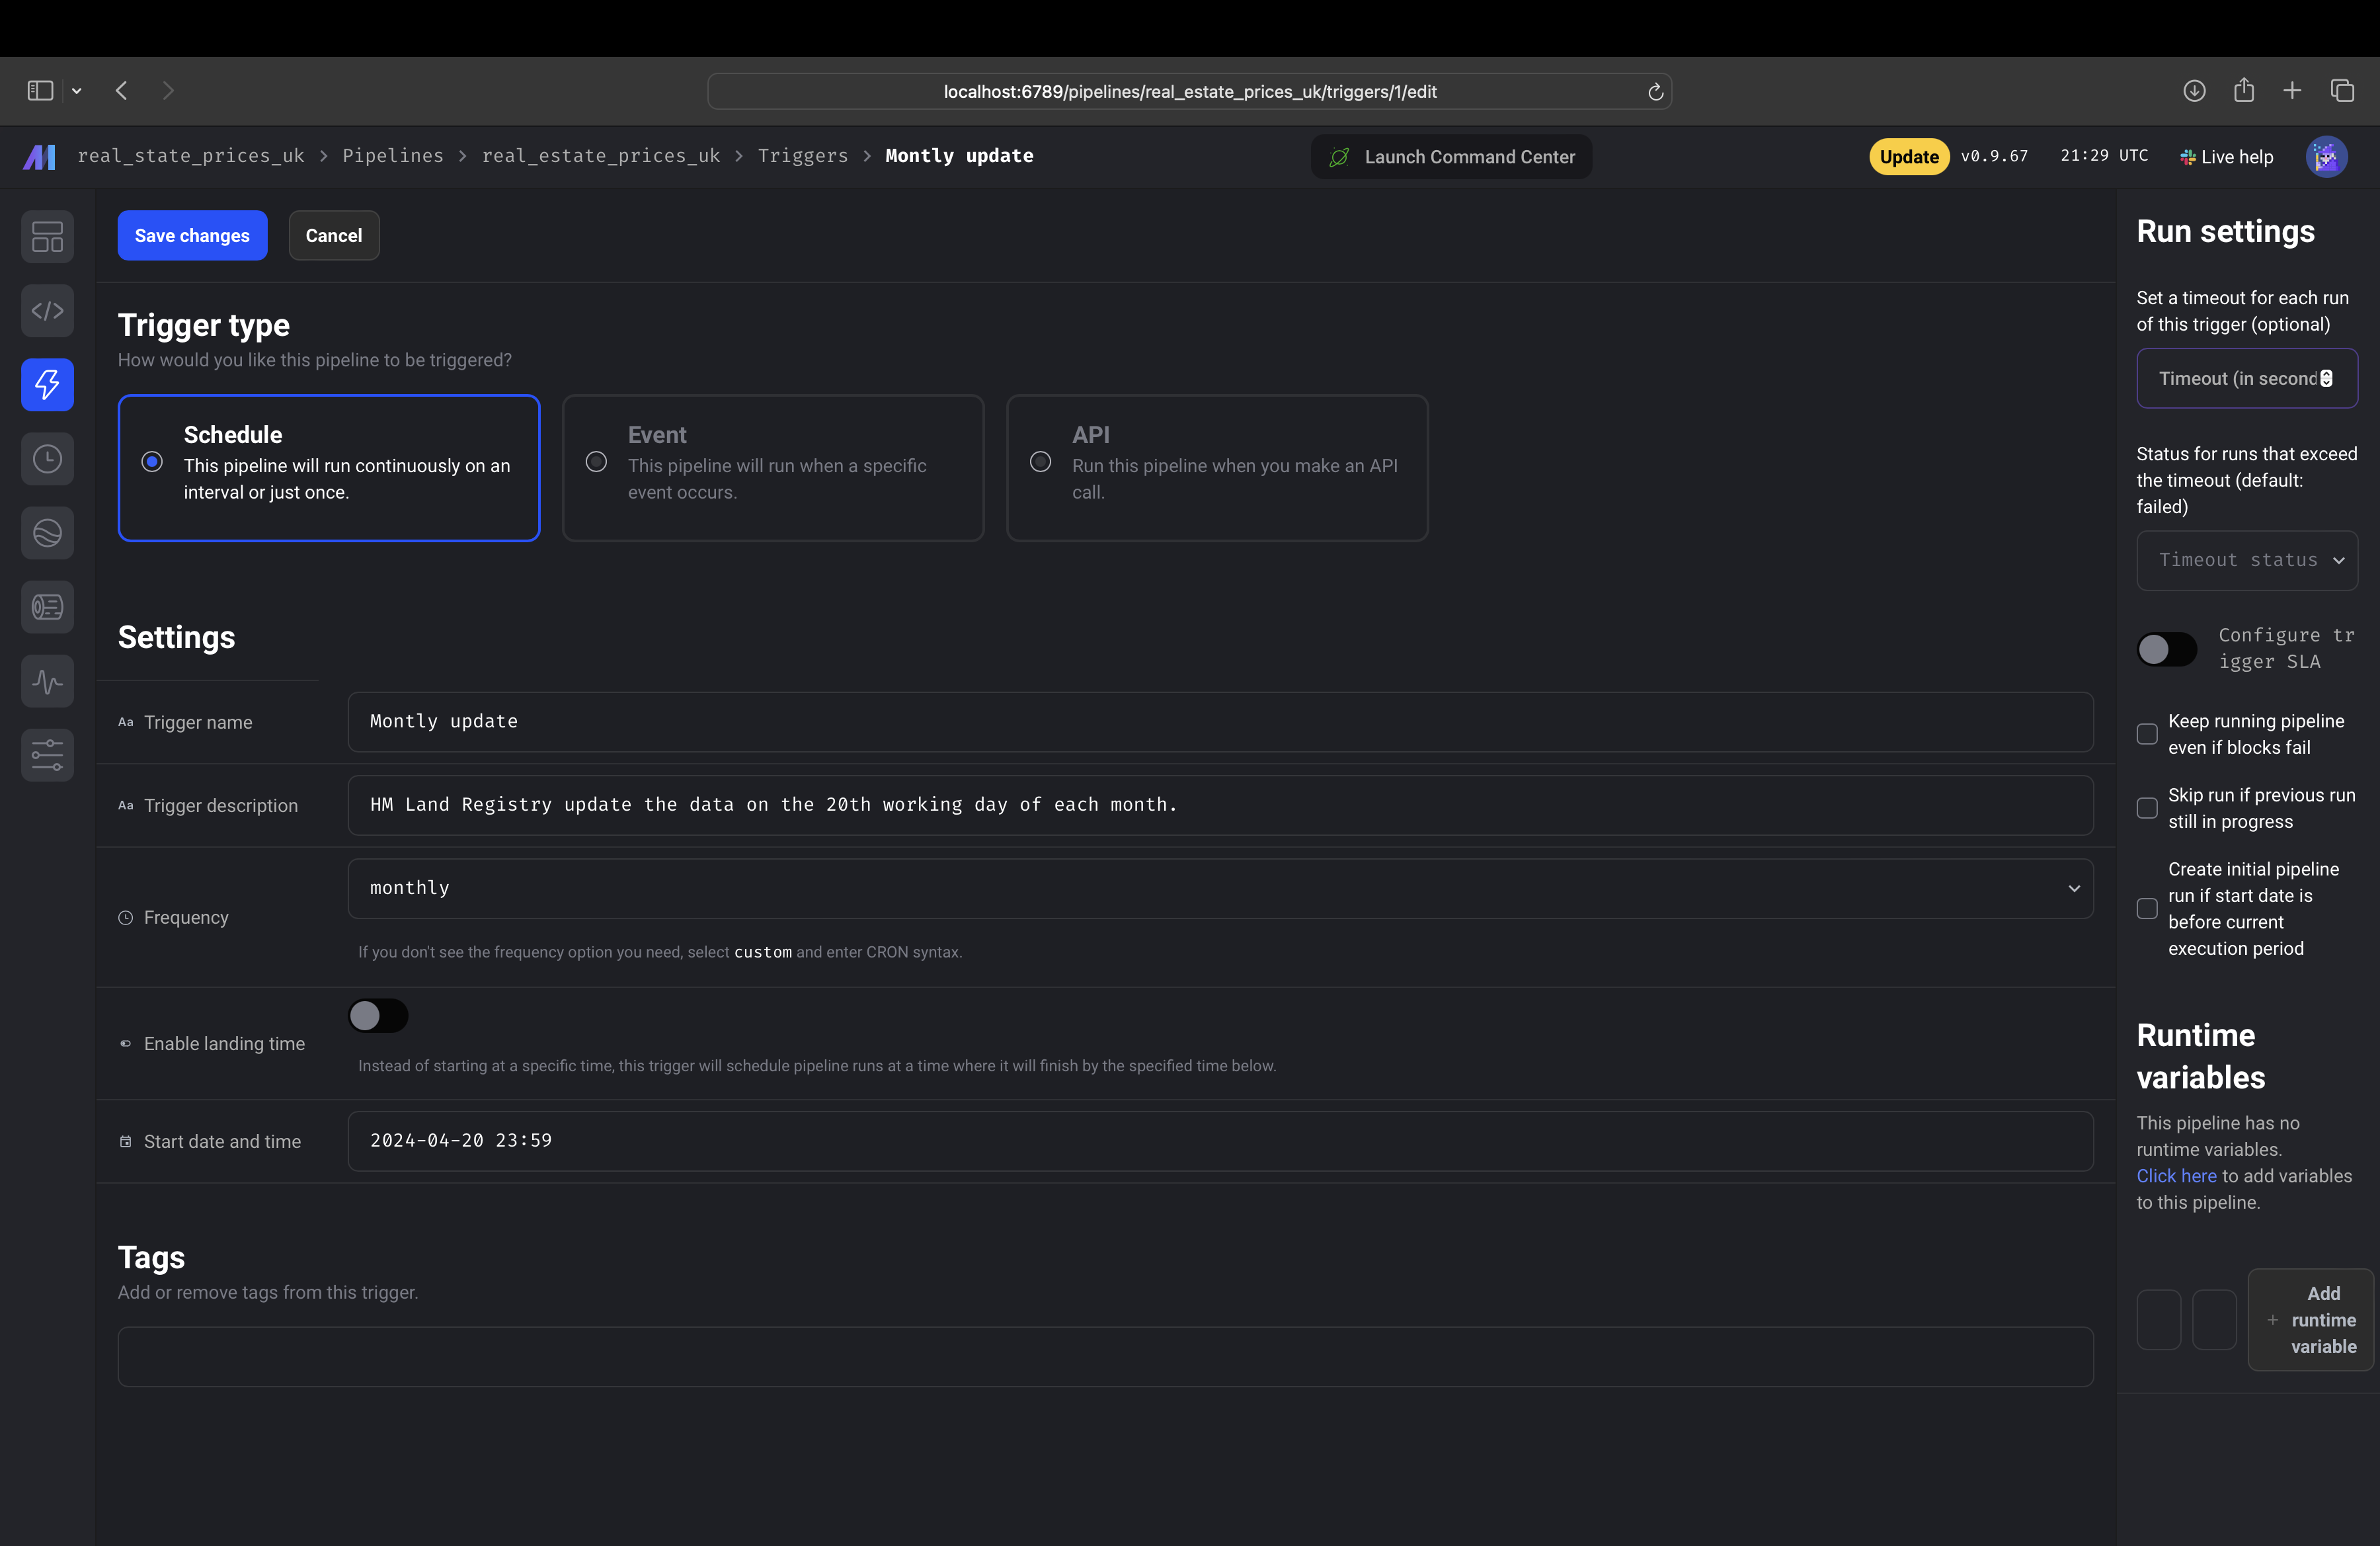 localhost:6789/pipelines/real_estate_prices_uk/triggers/1/edit
real_state_prices_uk > Pipelines > real_estate_prices_uk > Triggers > Montly update
Launch Command Center
Update v0.9.67 21:29 UTC Live help
Save changes Cancel
Trigger type
How would you like this pipeline to be triggered?
Schedule
This pipeline will run continuously on an
interval or just once.
Event
This pipeline will run when a specific
event occurs.
API
Run this pipeline when you make an API
call.
Settings
Aa Trigger name Montly update
Aa Trigger description HM Land Registry update the data on the 20th working day of each month.
Frequency monthly
If you don't see the frequency option you need, select custom and enter CRON syntax.
Enable landing time
Instead of starting at a specific time, this trigger will schedule pipeline runs at a time where it will finish by the specified time below.
Start date and time 2024-04-20 23:59
Tags
Add or remove tags from this trigger.
Run settings
Set a timeout for each run
of this trigger (optional)
Timeout (in second
Status for runs that exceed
the timeout (default:
failed)
Timeout status
Configure tr
igger SLA
Keep running pipeline
even if blocks fail
Skip run if previous run
still in progress
Create initial pipeline
run if start date is
before current
execution period
Runtime
variables
This pipeline has no
runtime variables.
Click here to add variables
to this pipeline.
+ Add
runtime
variable